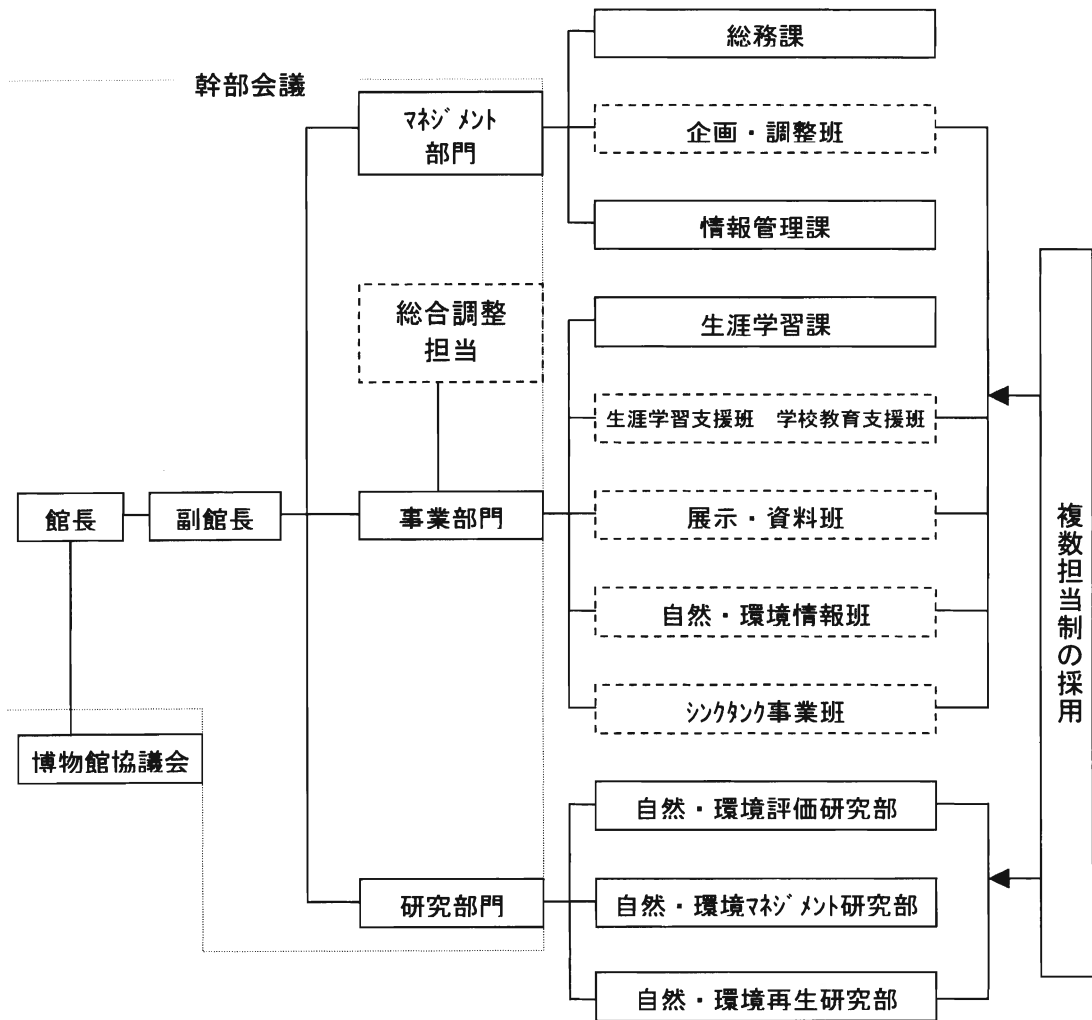 総務課
幹部会議
ﾏﾈｼﾞﾒﾝﾄ
部門
企画・調整班
情報管理課
総合調整
担当
生涯学習課
生涯学習支援班 学校教育支援班
館長
副館長
事業部門
展示・資料班
複数担当制の採用
自然・環境情報班
ｼﾝｸﾀﾝｸ事業班
博物館協議会
自然・環境評価研究部
研究部門
自然・環境ﾏﾈｼﾞﾒﾝﾄ研究部
自然・環境再生研究部